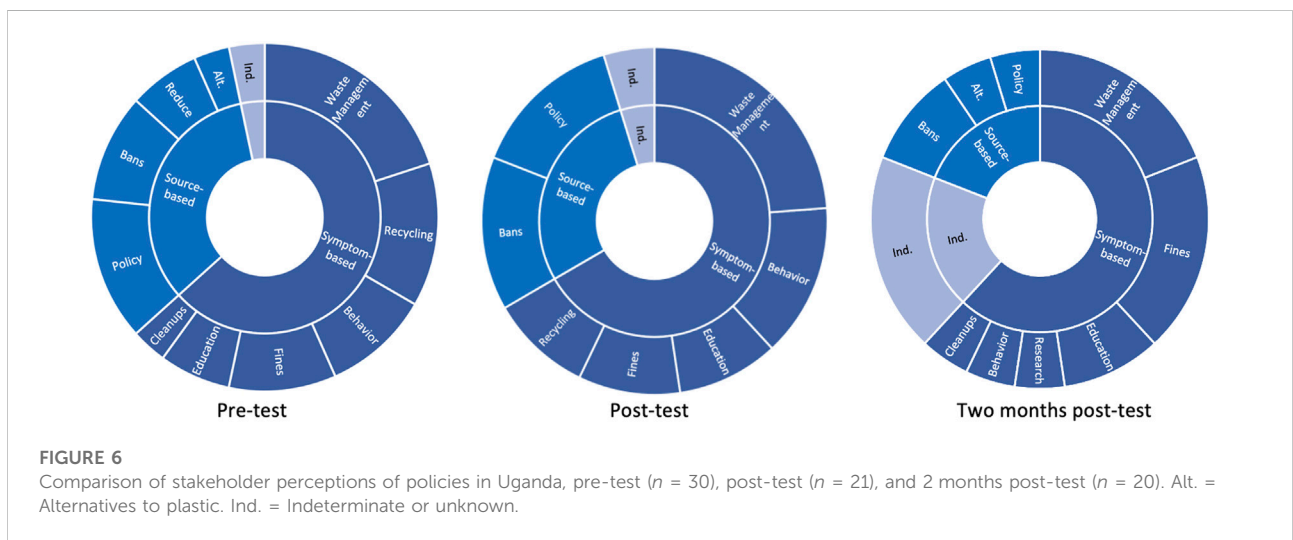 Ind.
Waste
Managem
ent
Recycling
Behavior
Fines
Education
Cleanups
Policy
Bans
Reduce
Alt.
Source-
based
Symptom-
based
Pre-test
Ind.
Ind.
Waste
Manageme
nt
Behavior
Education
Fines
Recycling
Bans
Policy
Source-
based
Symptom-
based
Post-test
Waste
Managem
ent
Fines
Education
Research
Behavior
Cleanups
Ind.
Bans
Alt.
Policy
Source-
based
Ind.
Symptom-
based
Two months post-test
FIGURE 6
Comparison of stakeholder perceptions of policies in Uganda, pre-test (n = 30), post-test (n = 21), and 2 months post-test (n = 20). Alt. =
Alternatives to plastic. Ind. = Indeterminate or unknown.